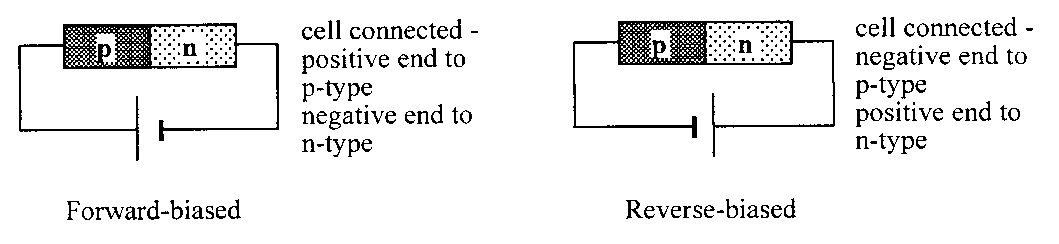 p n
cell connected -
positive end to
p-type
negative end to
n-type
Forward-biased
p n
cell connected -
negative end to
p-type
positive end to
n-type
Reverse-biased